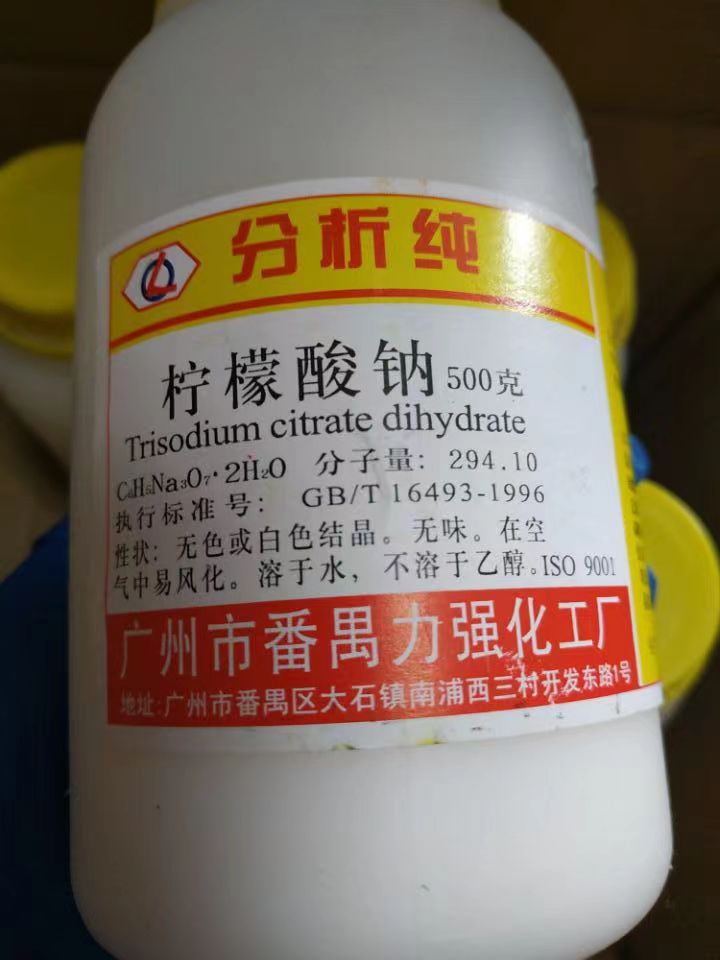 分析纯
柠檬酸钠 500克
Trisodium citrate dihydrate
C₆H₅Na₃O₇·2H₂O 分子量: 294.10
执行标准号: GB/T 16493-1996
性状: 无色或白色结晶。无味。在空
气中易风化。溶于水, 不溶于乙醇。ISO 9001
广州市番禺力强化工厂
地址: 广州市番禺区大石镇南浦西三村开发东路1号